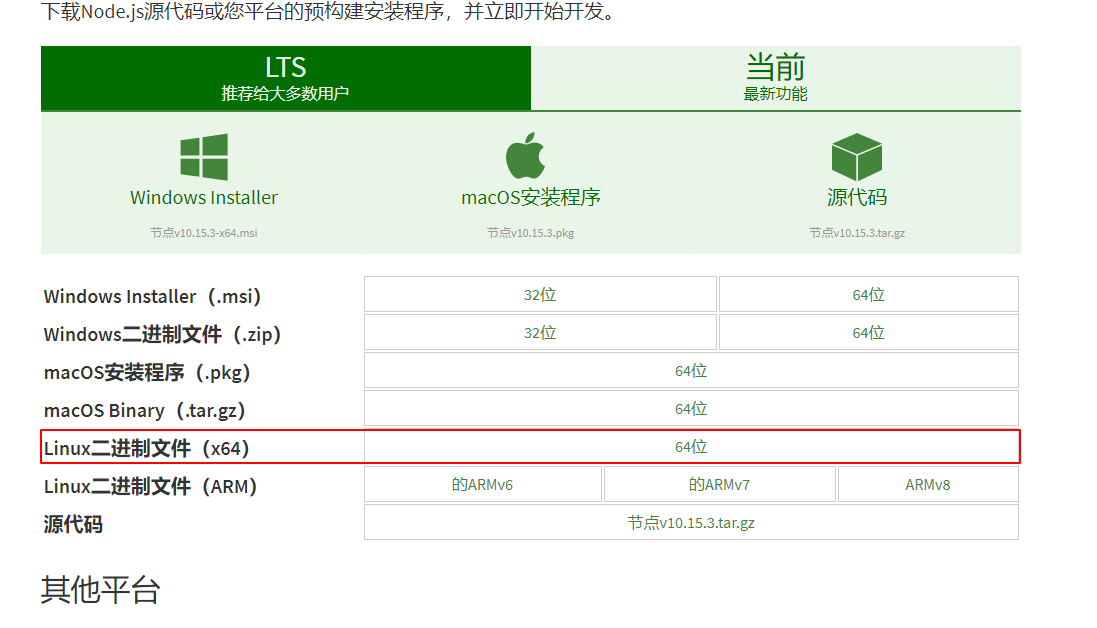 下载Node.js源代码或您平台的预构建安装程序，并立即开始开发。
LTS
推荐给大多数用户
当前
最新功能
Windows Installer
macOS安装程序
源代码
节点v10.15.3-x64.msi
节点v10.15.3.pkg
节点v10.15.3.tar.gz
Windows Installer（.msi） 32位 64位
Windows二进制文件（.zip） 32位 64位
macOS安装程序（.pkg） 64位
macOS Binary（.tar.gz） 64位
Linux二进制文件（x64） 64位
Linux二进制文件（ARM） 的ARMv6 的ARMv7 ARMv8
源代码 节点v10.15.3.tar.gz
其他平台